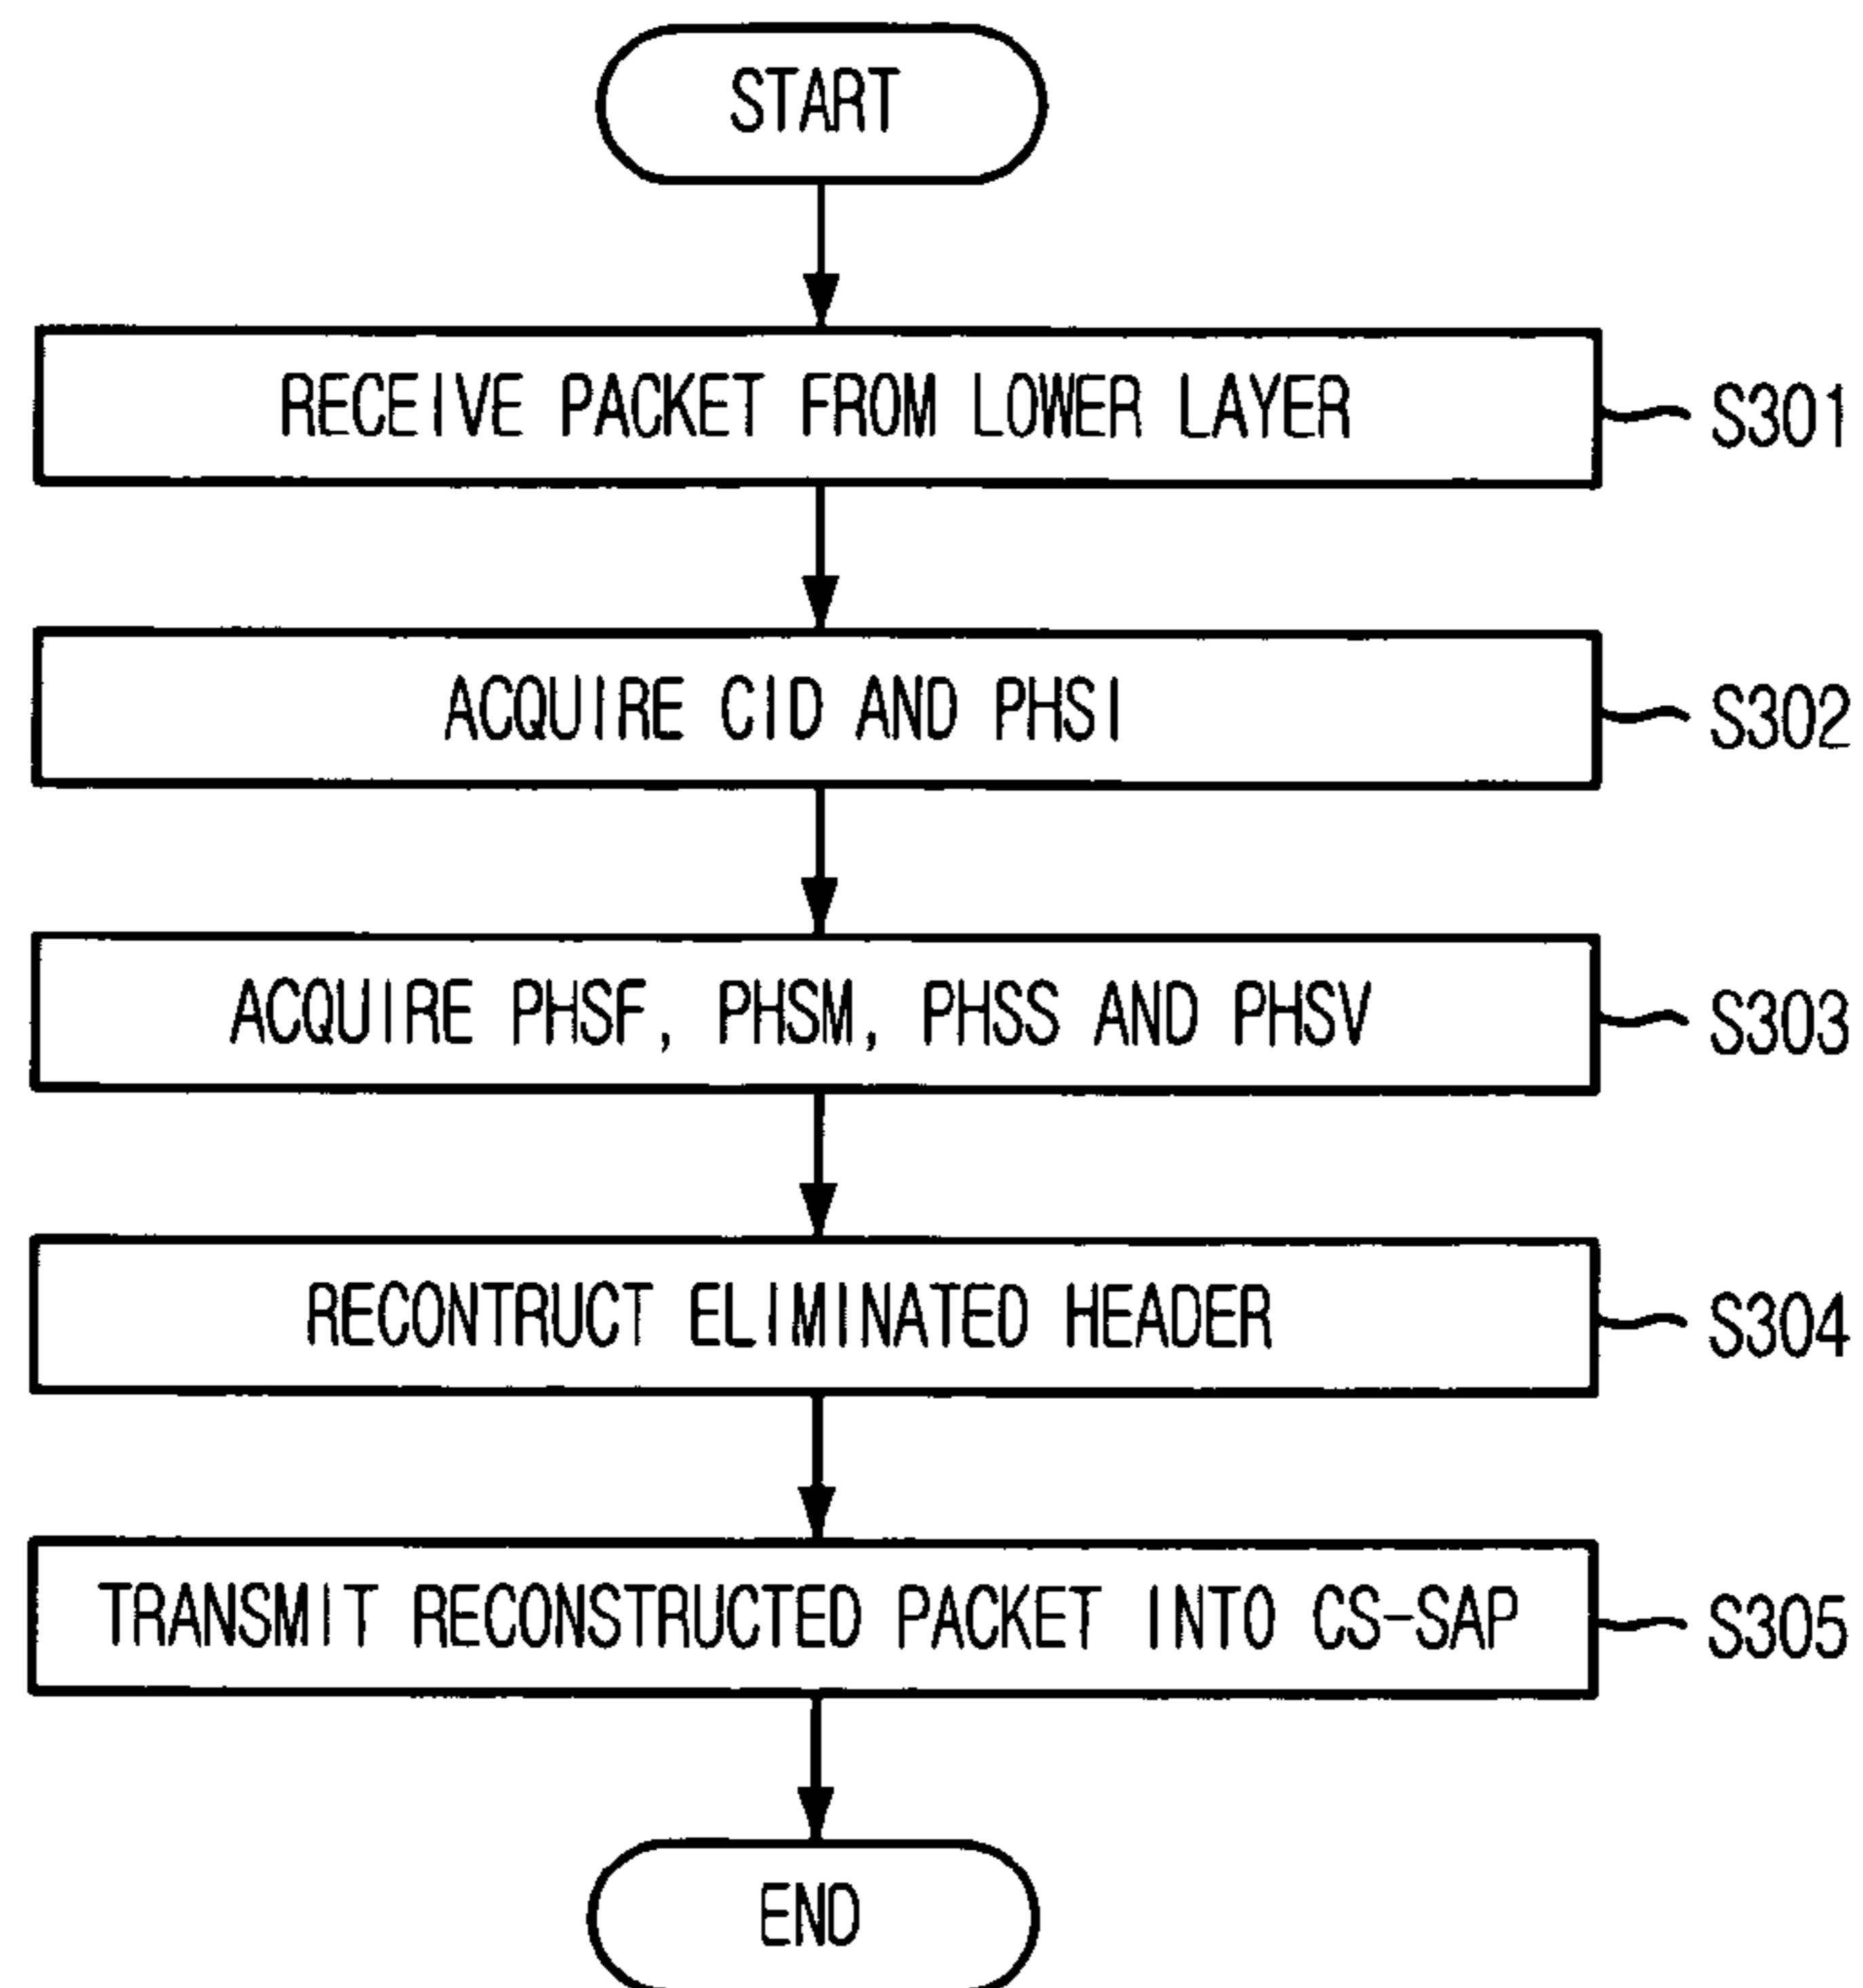 START
RECEIVE PACKET FROM LOWER LAYER
S301
ACQUIRE CID AND PHSI
S302
ACQUIRE PHSF, PHSM, PHSS AND PHSV
S303
RECONTRUCT ELIMINATED HEADER
S304
TRANSMIT RECONSTRUCTED PACKET INTO CS-SAP
S305
END